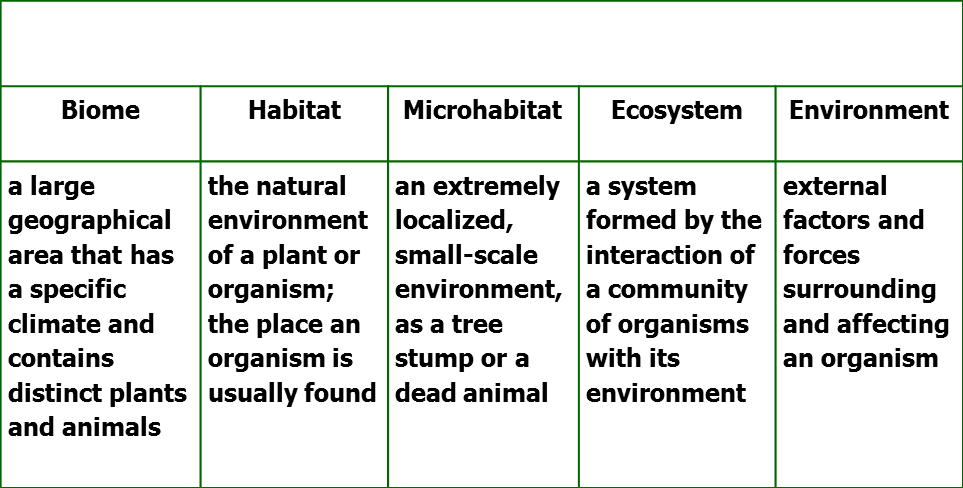 Biome
Habitat
Microhabitat
Ecosystem
Environment
a large
geographical
area that has
a specific
climate and
contains
distinct plants
and animals
the natural
environment
of a plant or
organism;
the place an
organism is
usually found
an extremely
localized,
small-scale
environment,
as a tree
stump or a
dead animal
a system
formed by the
interaction of
a community
of organisms
with its
environment
external
factors and
forces
surrounding
and affecting
an organism